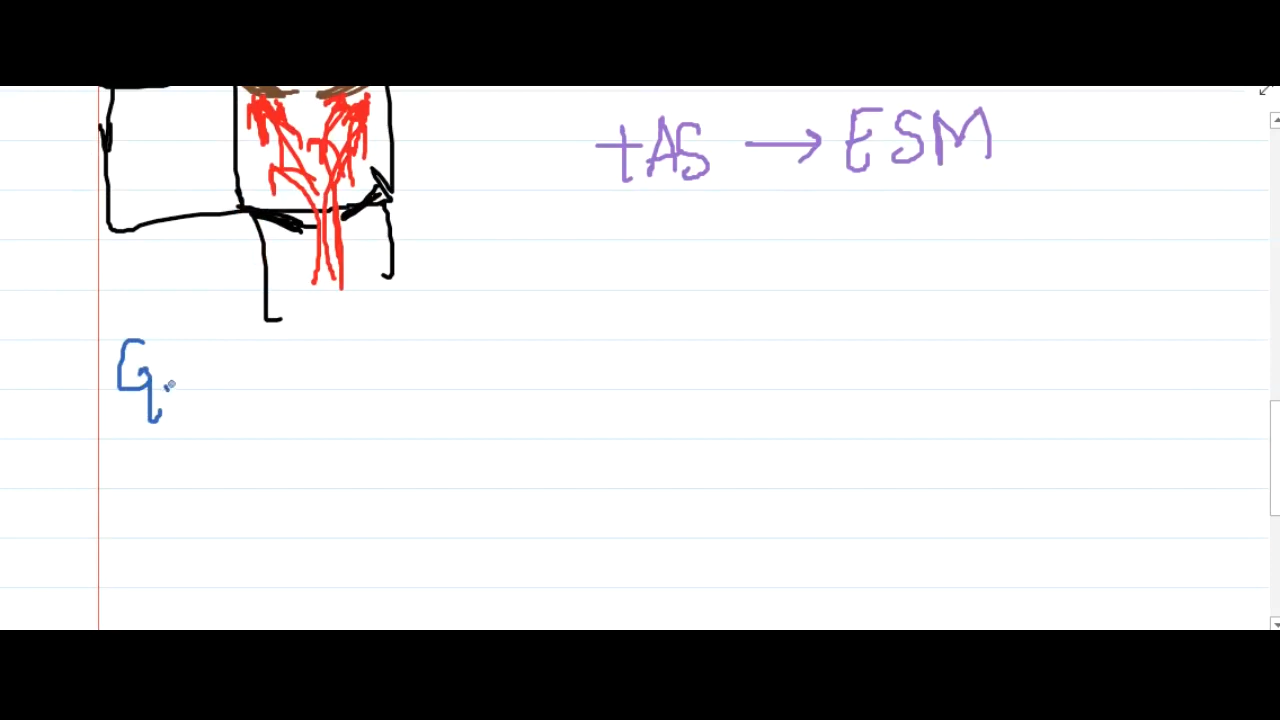 +AS → ESM
G.